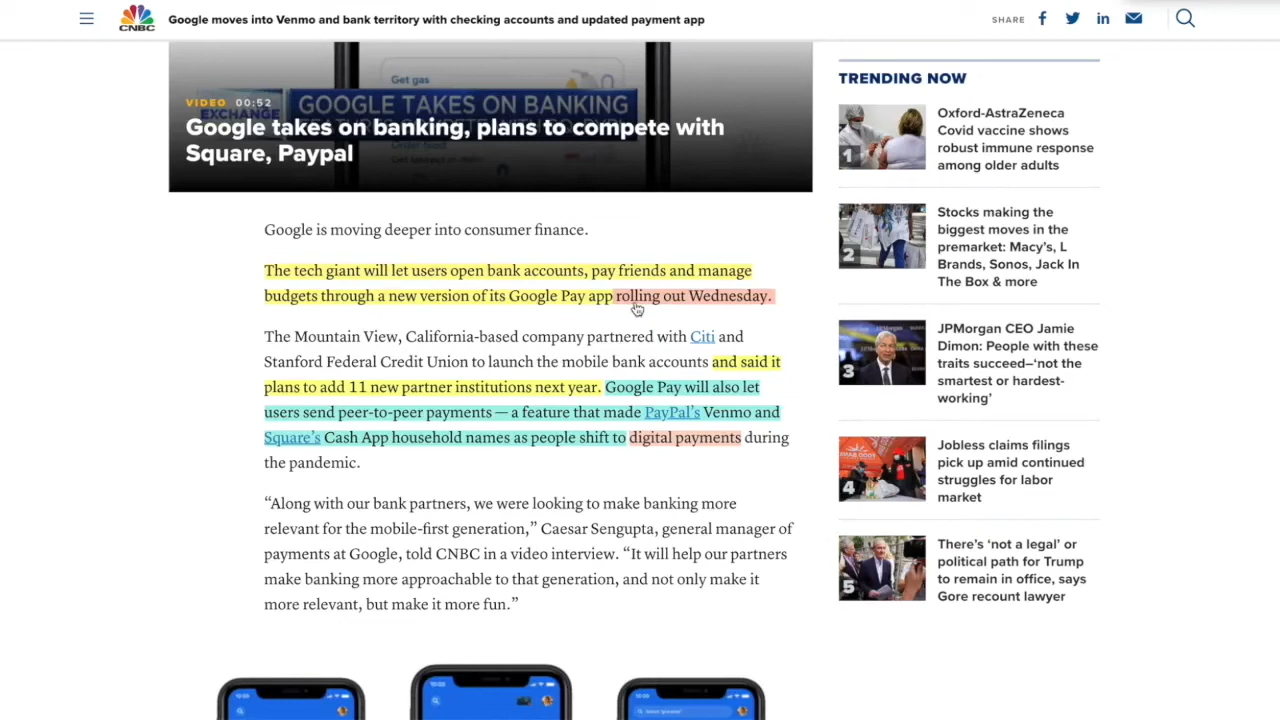 CNBC
Google moves into Venmo and bank territory with checking accounts and updated payment app
SHARE
Get gas
GOOGLE TAKES ON BANKING
EXCHANGE
VIDEO 00:52
Google takes on banking, plans to compete with
Square, Paypal
Google is moving deeper into consumer finance.
The tech giant will let users open bank accounts, pay friends and manage
budgets through a new version of its Google Pay app rolling out Wednesday.
The Mountain View, California-based company partnered with Citi and
Stanford Federal Credit Union to launch the mobile bank accounts and said it
plans to add 11 new partner institutions next year. Google Pay will also let
users send peer-to-peer payments — a feature that made PayPal’s Venmo and
Square’s Cash App household names as people shift to digital payments during
the pandemic.
“Along with our bank partners, we were looking to make banking more
relevant for the mobile-first generation,” Caesar Sengupta, general manager of
payments at Google, told CNBC in a video interview. “It will help our partners
make banking more approachable to that generation, and not only make it
more relevant, but make it more fun.”
TRENDING NOW
1
Oxford-AstraZeneca
Covid vaccine shows
robust immune response
among older adults
2
Stocks making the
biggest moves in the
premarket: Macy’s, L
Brands, Sonos, Jack In
The Box & more
3
JPMorgan CEO Jamie
Dimon: People with these
traits succeed–‘not the
smartest or hardest-
working’
4
Jobless claims filings
pick up amid continued
struggles for labor
market
5
There’s ‘not a legal’ or
political path for Trump
to remain in office, says
Gore recount lawyer